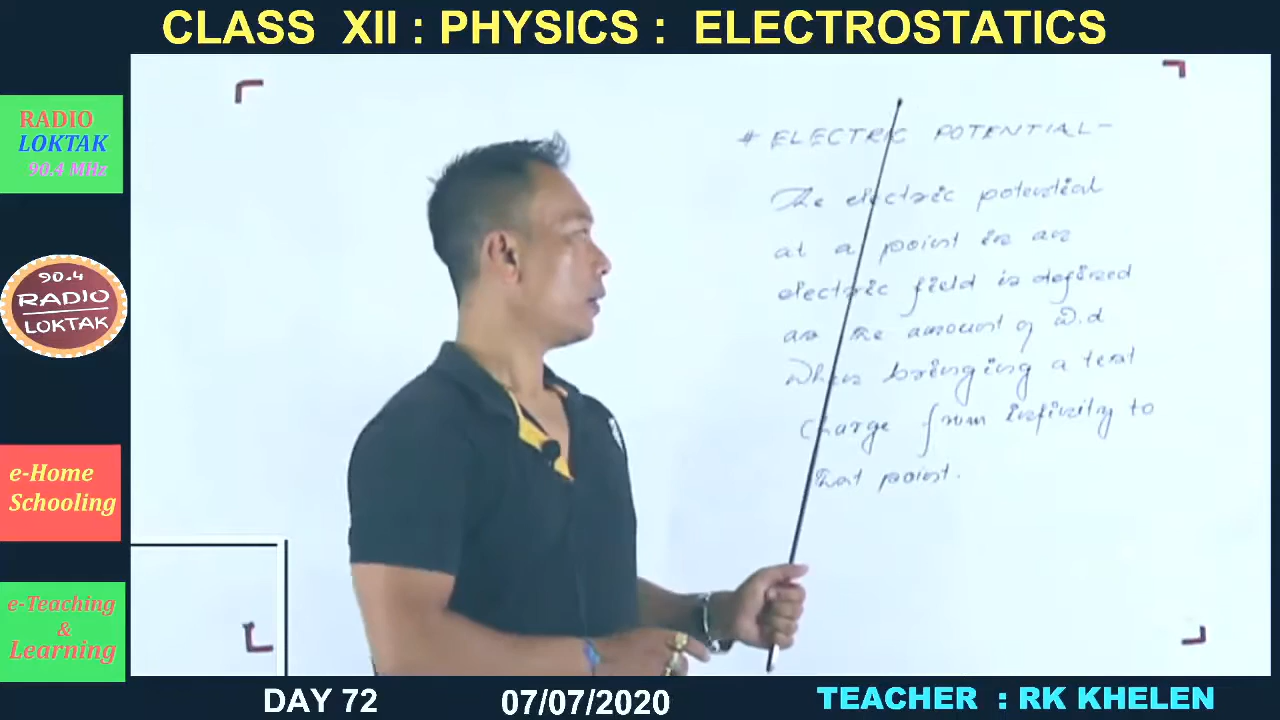 CLASS XII : PHYSICS : ELECTROSTATICS
RADIO
LOKTAK
90.4 MHz
90.4
RADIO
LOKTAK
e-Home
Schooling
e-Teaching
&
Learning
# ELECTRIC POTENTIAL-
The electric potential
at a point in an
electric field is defined
as the amount of W.d
When bringing a test
charge from infinity to
that point.
DAY 72
07/07/2020
TEACHER : RK KHELEN